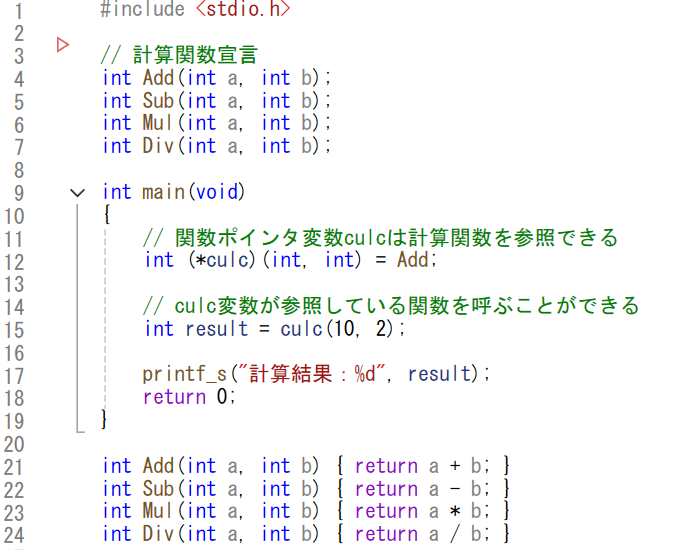 1 #include <stdio.h>
2
3 // 計算関数宣言
4 int Add(int a, int b);
5 int Sub(int a, int b);
6 int Mul(int a, int b);
7 int Div(int a, int b);
8
9 int main(void)
10 {
11 // 関数ポインタ変数culcは計算関数を参照できる
12 int (*culc)(int, int) = Add;
13
14 // culc変数が参照している関数を呼ぶことができる
15 int result = culc(10, 2);
16
17 printf_s("計算結果：%d", result);
18 return 0;
19 }
20
21 int Add(int a, int b) { return a + b; }
22 int Sub(int a, int b) { return a - b; }
23 int Mul(int a, int b) { return a * b; }
24 int Div(int a, int b) { return a / b; }